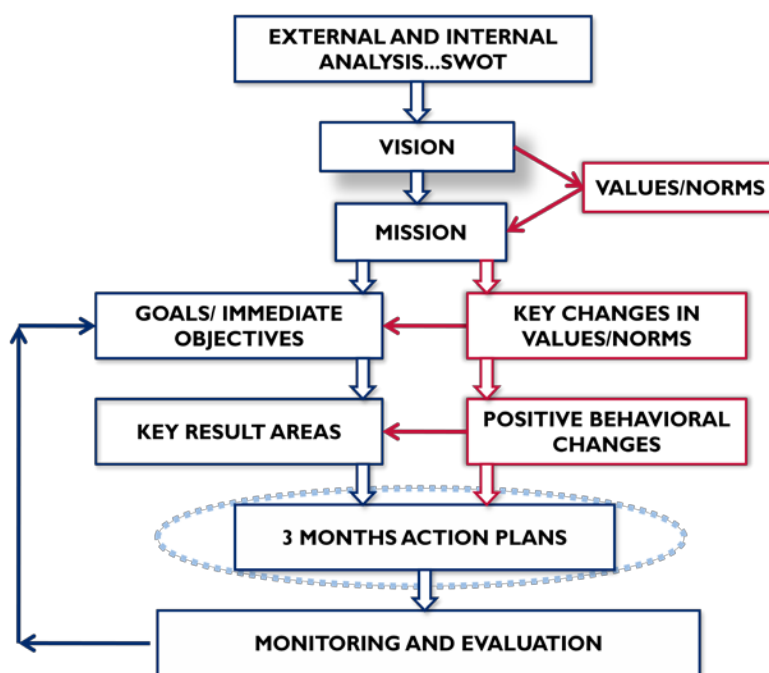 EXTERNAL AND INTERNAL
ANALYSIS...SWOT
VISION
VALUES/NORMS
MISSION
GOALS/ IMMEDIATE
OBJECTIVES
KEY CHANGES IN
VALUES/NORMS
KEY RESULT AREAS
POSITIVE BEHAVIORAL
CHANGES
3 MONTHS ACTION PLANS
MONITORING AND EVALUATION